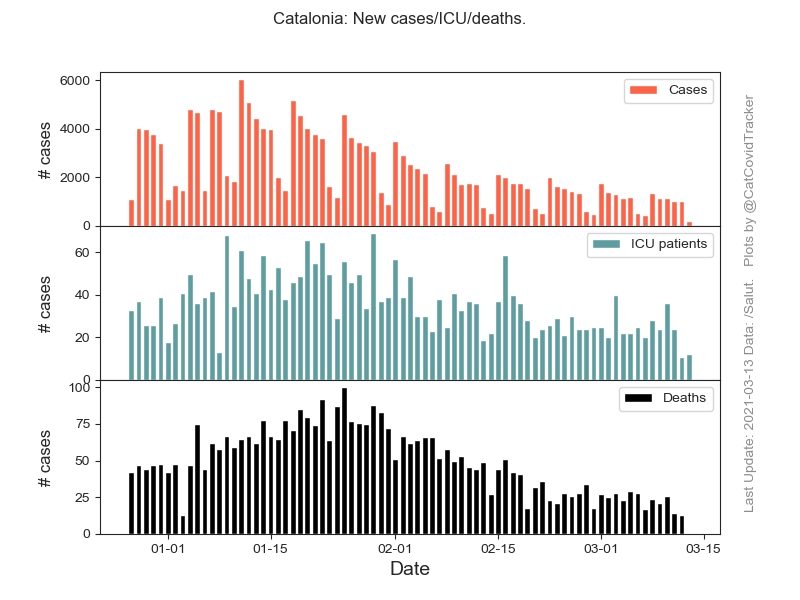 Catalonia: New cases/ICU/deaths.
6000
4000
2000
0
# cases
Cases
60
40
20
0
# cases
ICU patients
100
75
50
25
0
# cases
Deaths
01-01 01-15 02-01 02-15 03-01 03-15
Date
Last Update: 2021-03-13 Data: /Salut. Plots by @CatCovidTracker